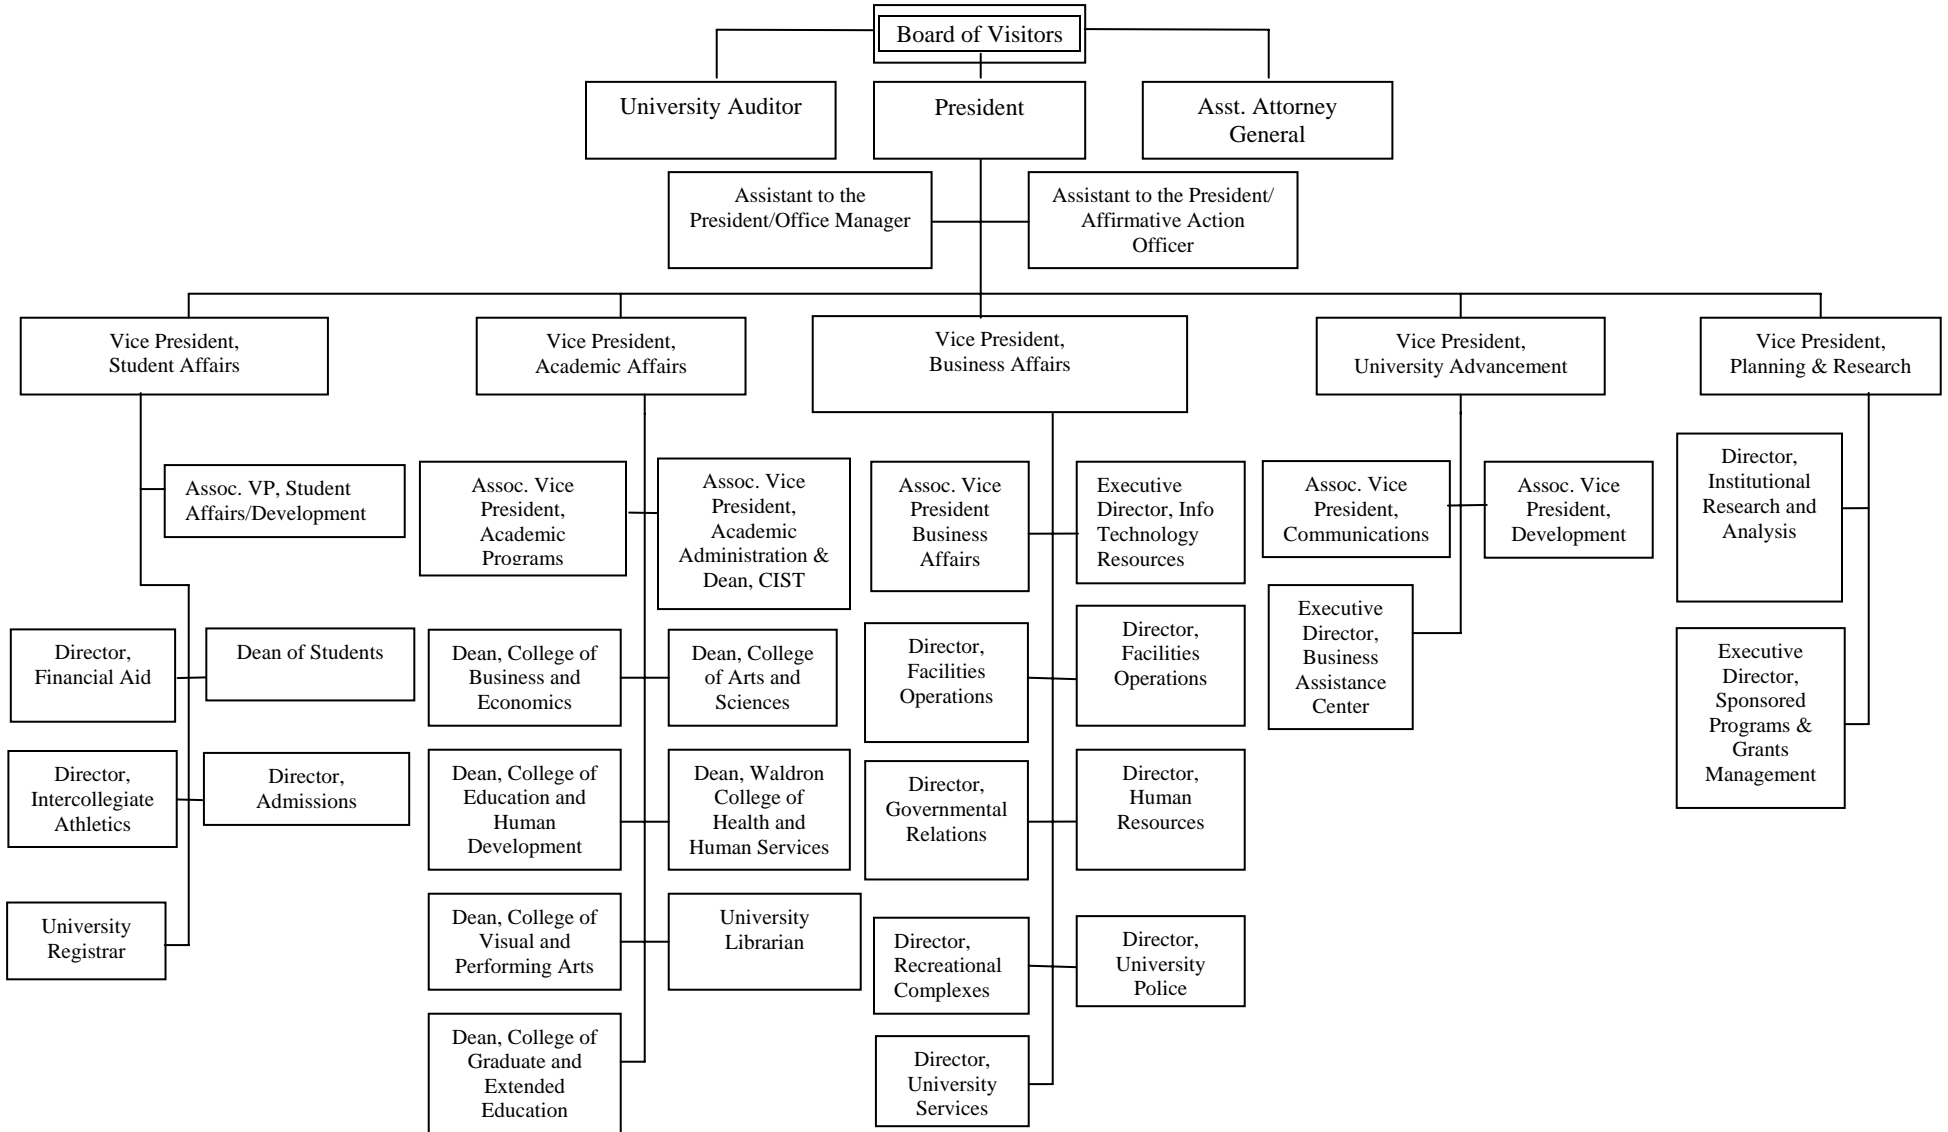 Board of Visitors
University Auditor
President
Asst. Attorney
General
Assistant to the
President/Office Manager
Assistant to the President/
Affirmative Action
Officer
Vice President,
Student Affairs
Vice President,
Academic Affairs
Vice President,
Business Affairs
Vice President,
University Advancement
Vice President,
Planning & Research
Assoc. VP, Student
Affairs/Development
Assoc. Vice
President,
Academic
Programs
Assoc. Vice
President,
Academic
Administration &
Dean, CIST
Assoc. Vice
President
Business
Affairs
Executive
Director, Info
Technology
Resources
Assoc. Vice
President,
Communications
Assoc. Vice
President,
Development
Director,
Institutional
Research and
Analysis
Director,
Financial Aid
Dean of Students
Dean, College of
Business and
Economics
Dean, College
of Arts and
Sciences
Director,
Facilities
Operations
Director,
Facilities
Operations
Executive
Director,
Business
Assistance
Center
Executive
Director,
Sponsored
Programs &
Grants
Management
Director,
Intercollegiate
Athletics
Director,
Admissions
Dean, College of
Education and
Human
Development
Dean, Waldron
College of
Health and
Human Services
Director,
Governmental
Relations
Director,
Human
Resources
University
Registrar
Dean, College of
Visual and
Performing Arts
University
Librarian
Director,
Recreational
Complexes
Director,
University
Police
Dean, College of
Graduate and
Extended
Education
Director,
University
Services